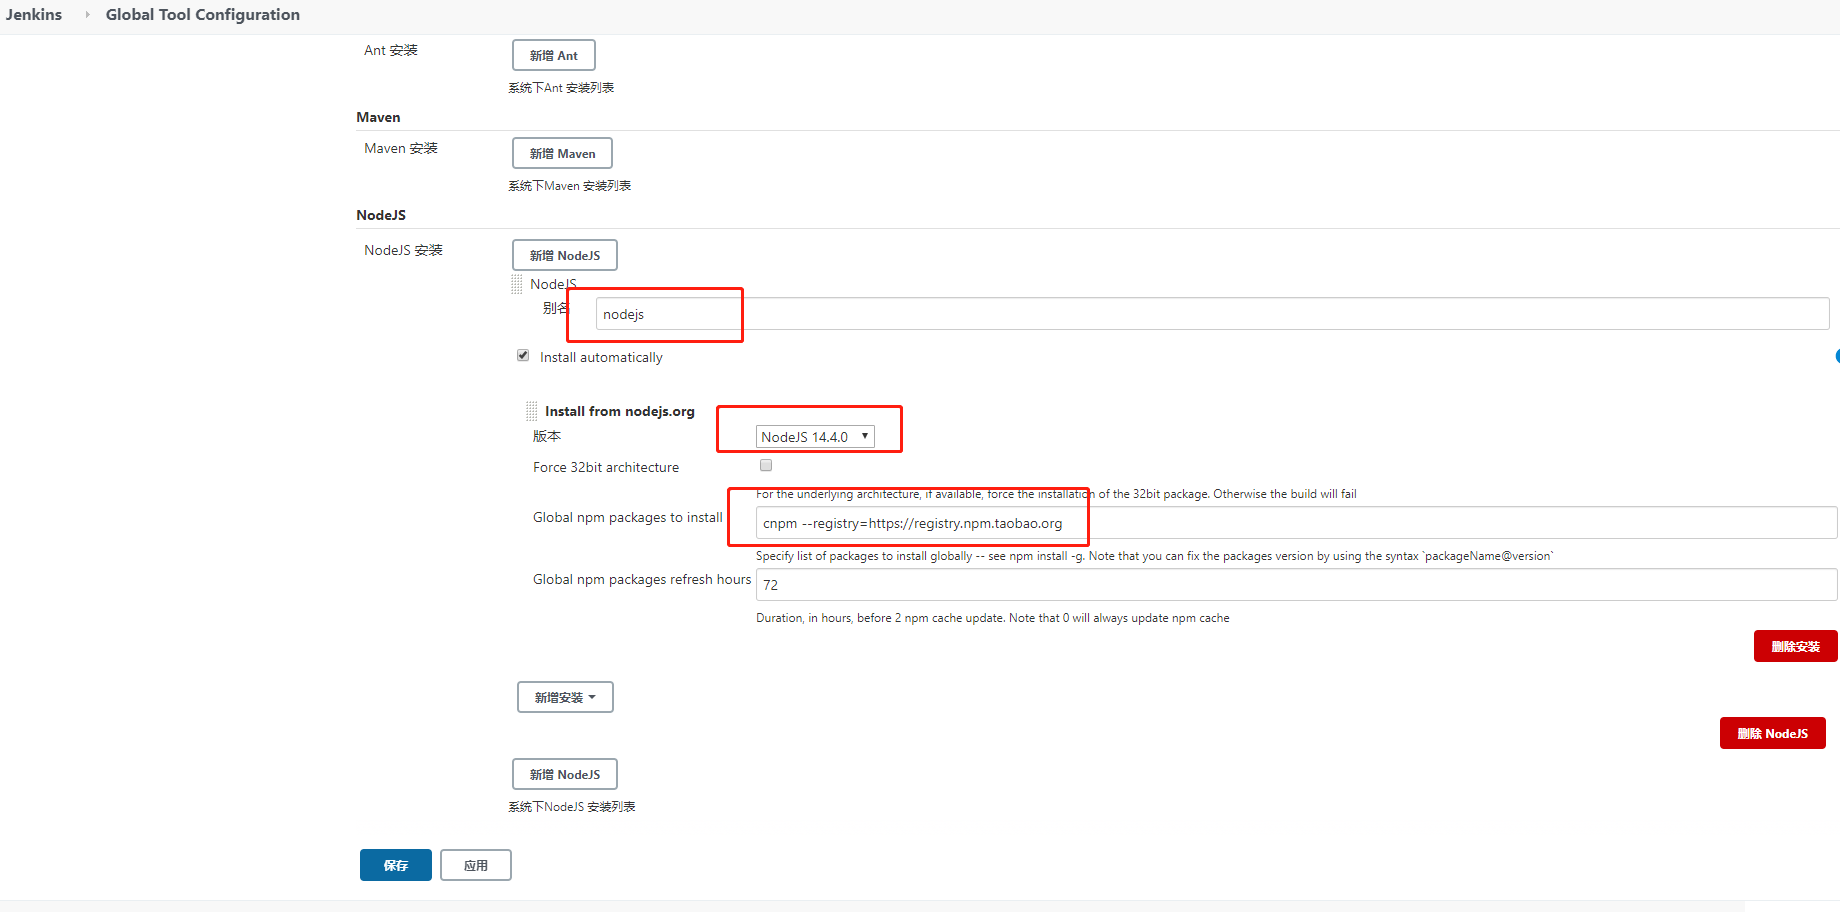 Jenkins Global Tool Configuration
Ant 安装
新增 Ant
系统下Ant 安装列表
Maven
Maven 安装
新增 Maven
系统下Maven 安装列表
NodeJS
NodeJS 安装
新增 NodeJS
NodeJS
别名
nodejs
Install automatically
Install from nodejs.org
版本
NodeJS 14.4.0
Force 32bit architecture
For the underlying architecture, if available, force the installation of the 32bit package. Otherwise the build will fail
Global npm packages to install
cnpm --registry=https://registry.npm.taobao.org
Specify list of packages to install globally -- see npm install -g. Note that you can fix the packages version by using the syntax `packageName@version`
Global npm packages refresh hours
72
Duration, in hours, before 2 npm cache update. Note that 0 will always update npm cache
删除安装
新增安装
删除 NodeJS
新增 NodeJS
系统下NodeJS 安装列表
保存
应用